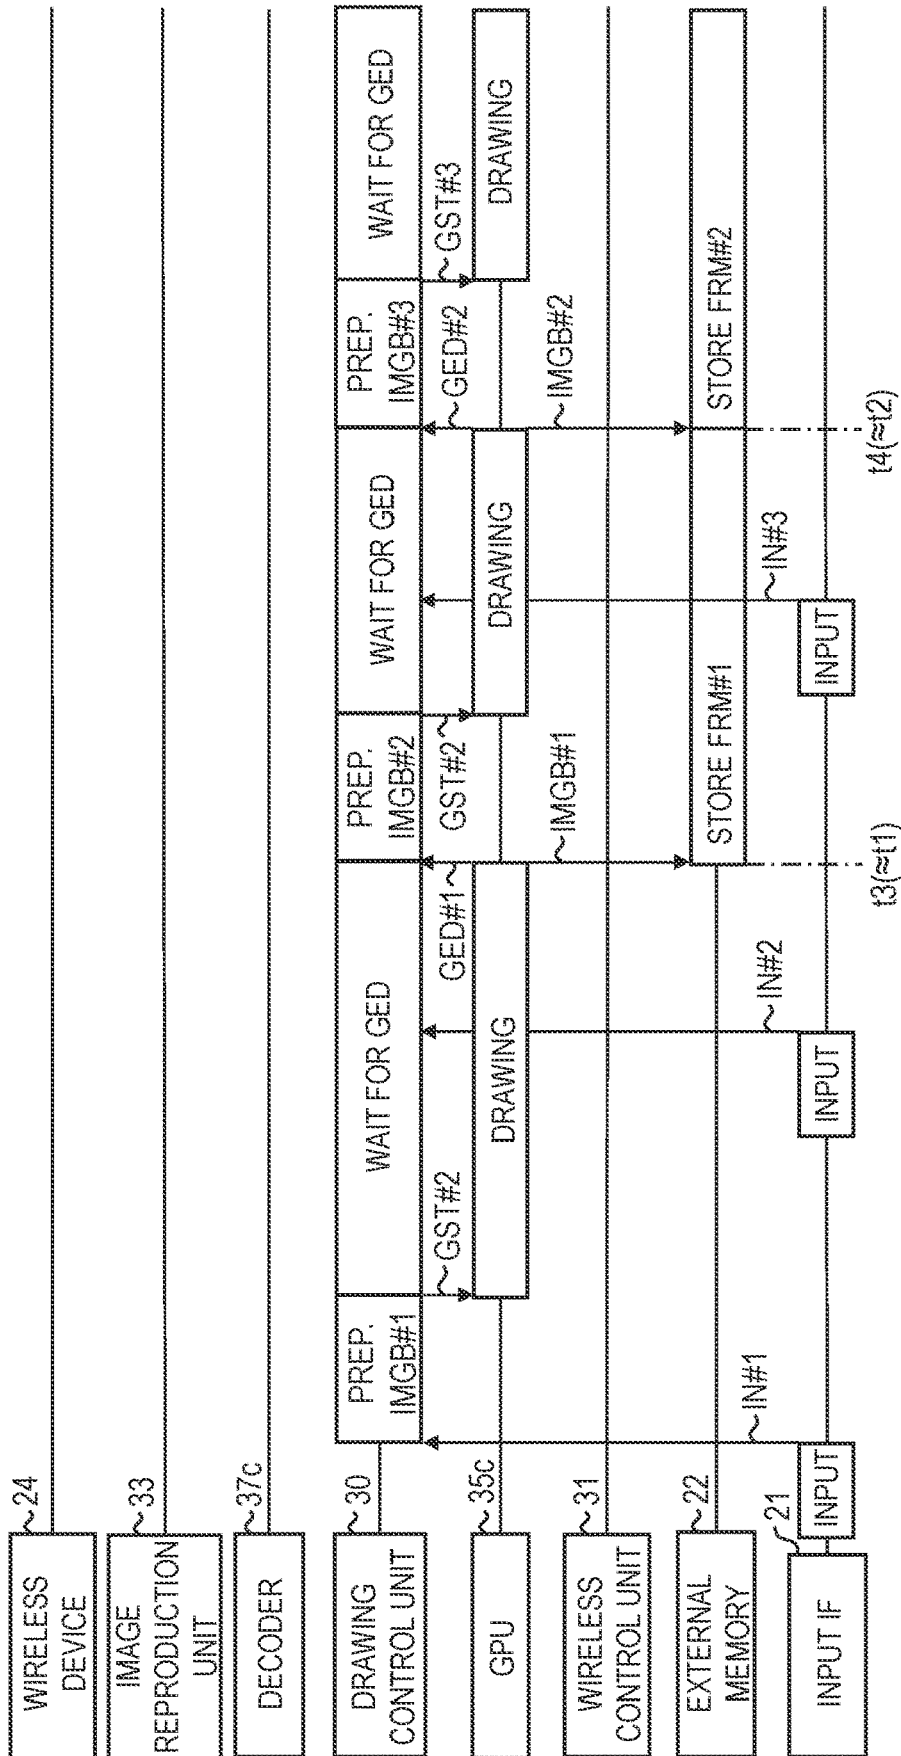 WIRELESS
DEVICE
24
IMAGE
REPRODUCTION
UNIT
33
DECODER
37c
DRAWING
CONTROL UNIT
30
PREP.
IMGB#1
WAIT FOR GED
PREP.
IMGB#2
WAIT FOR GED
PREP.
IMGB#3
WAIT FOR GED
GST#2
GED#1
GST#2
GED#2
GST#3
GPU
35c
DRAWING
DRAWING
DRAWING
IMGB#1
IMGB#2
WIRELESS
CONTROL UNIT
31
EXTERNAL
MEMORY
22
STORE FRM#1
STORE FRM#2
IN#1
IN#2
IN#3
INPUT IF
21
INPUT
INPUT
INPUT
t3(≈t1)
t4(≈t2)